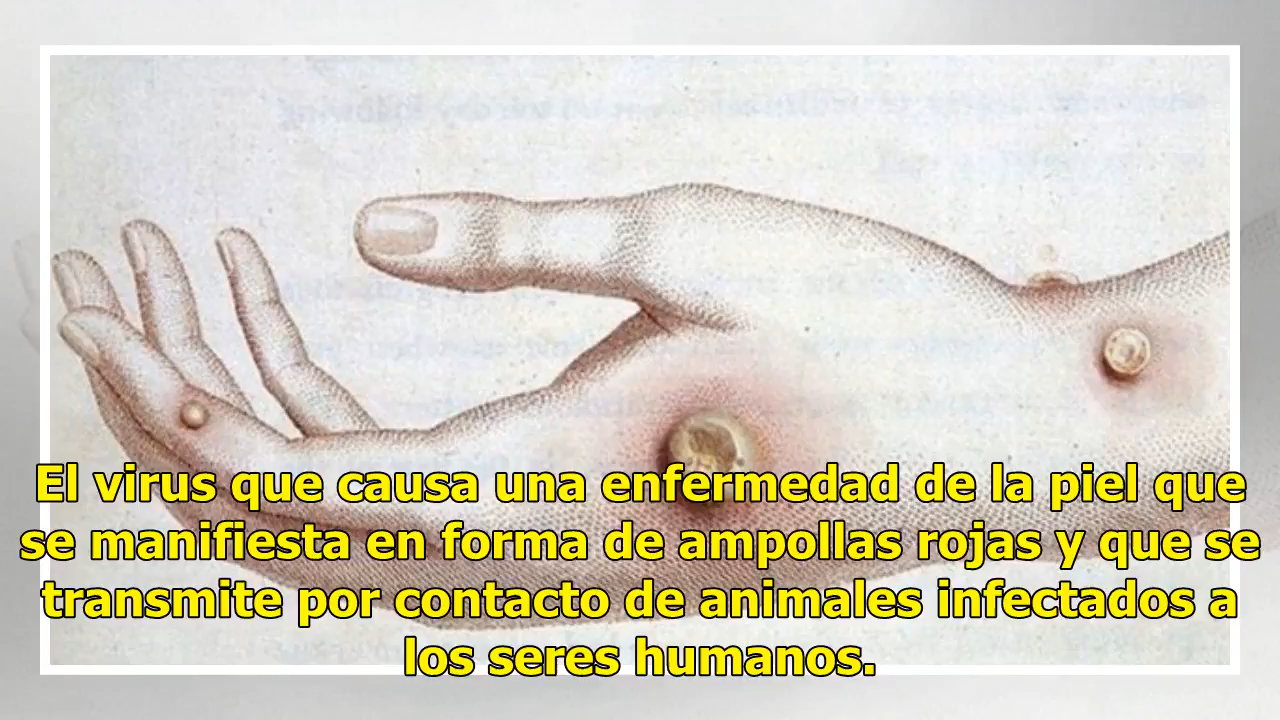 El virus que causa una enfermedad de la piel que
se manifiesta en forma de ampollas rojas y que se
transmite por contacto de animales infectados a
los seres humanos.